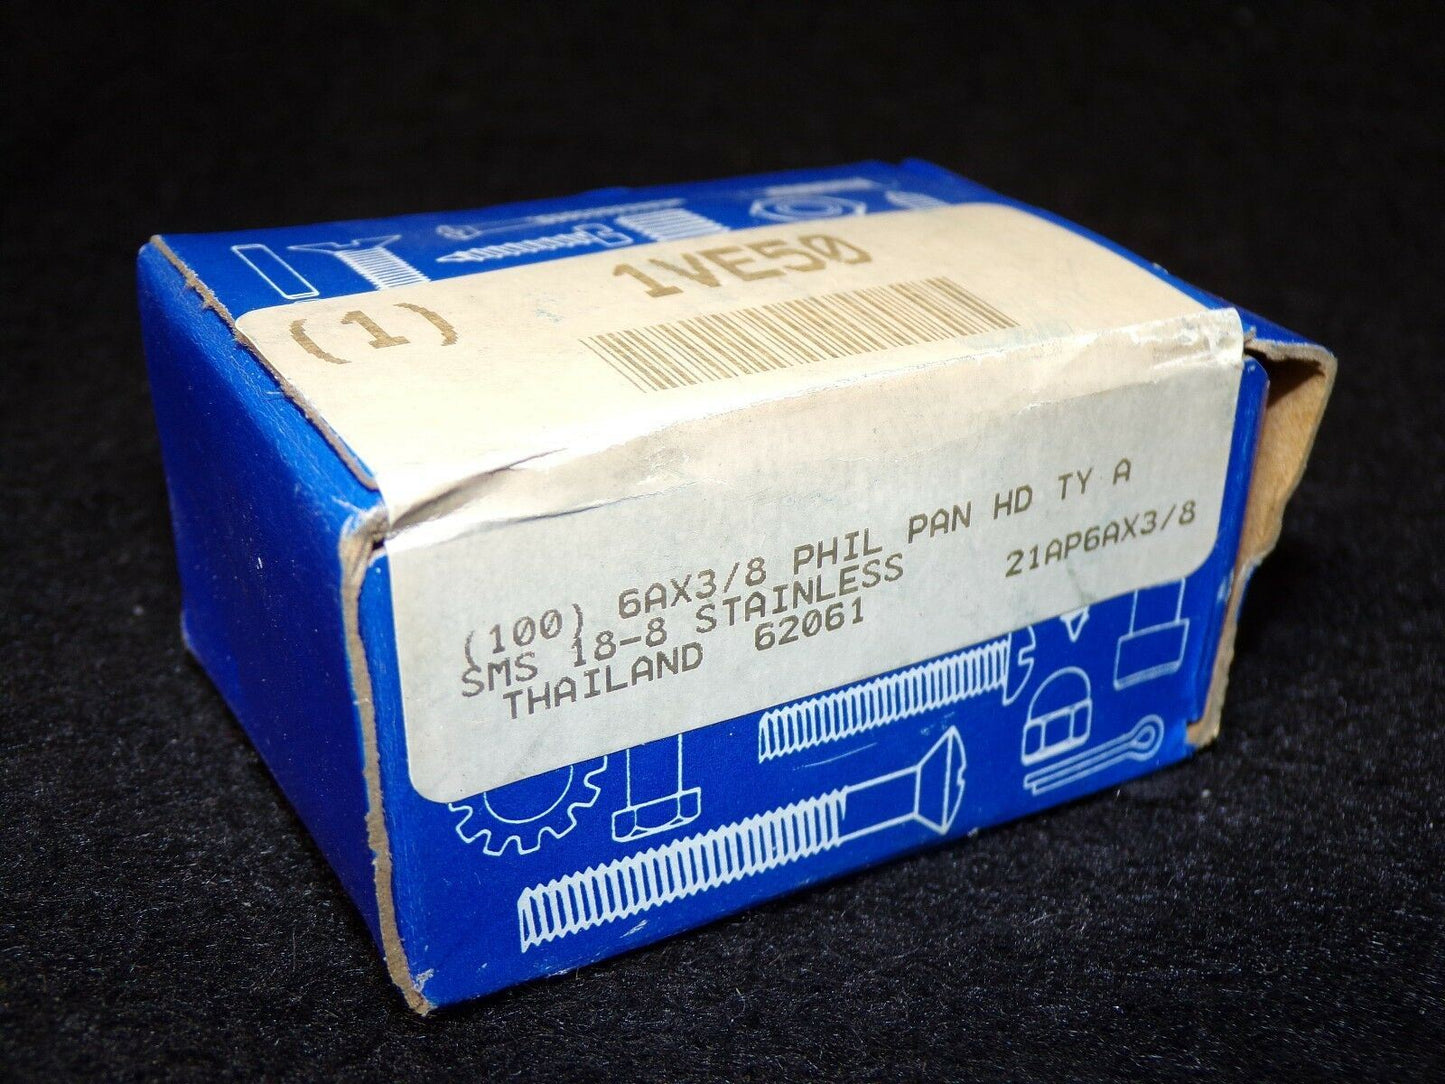 1VE50
(1)
(100) 6AX3/8 PHIL PAN HD TY A
SMS 18-8 STAINLESS 21AP6AX3/8
THAILAND 62061